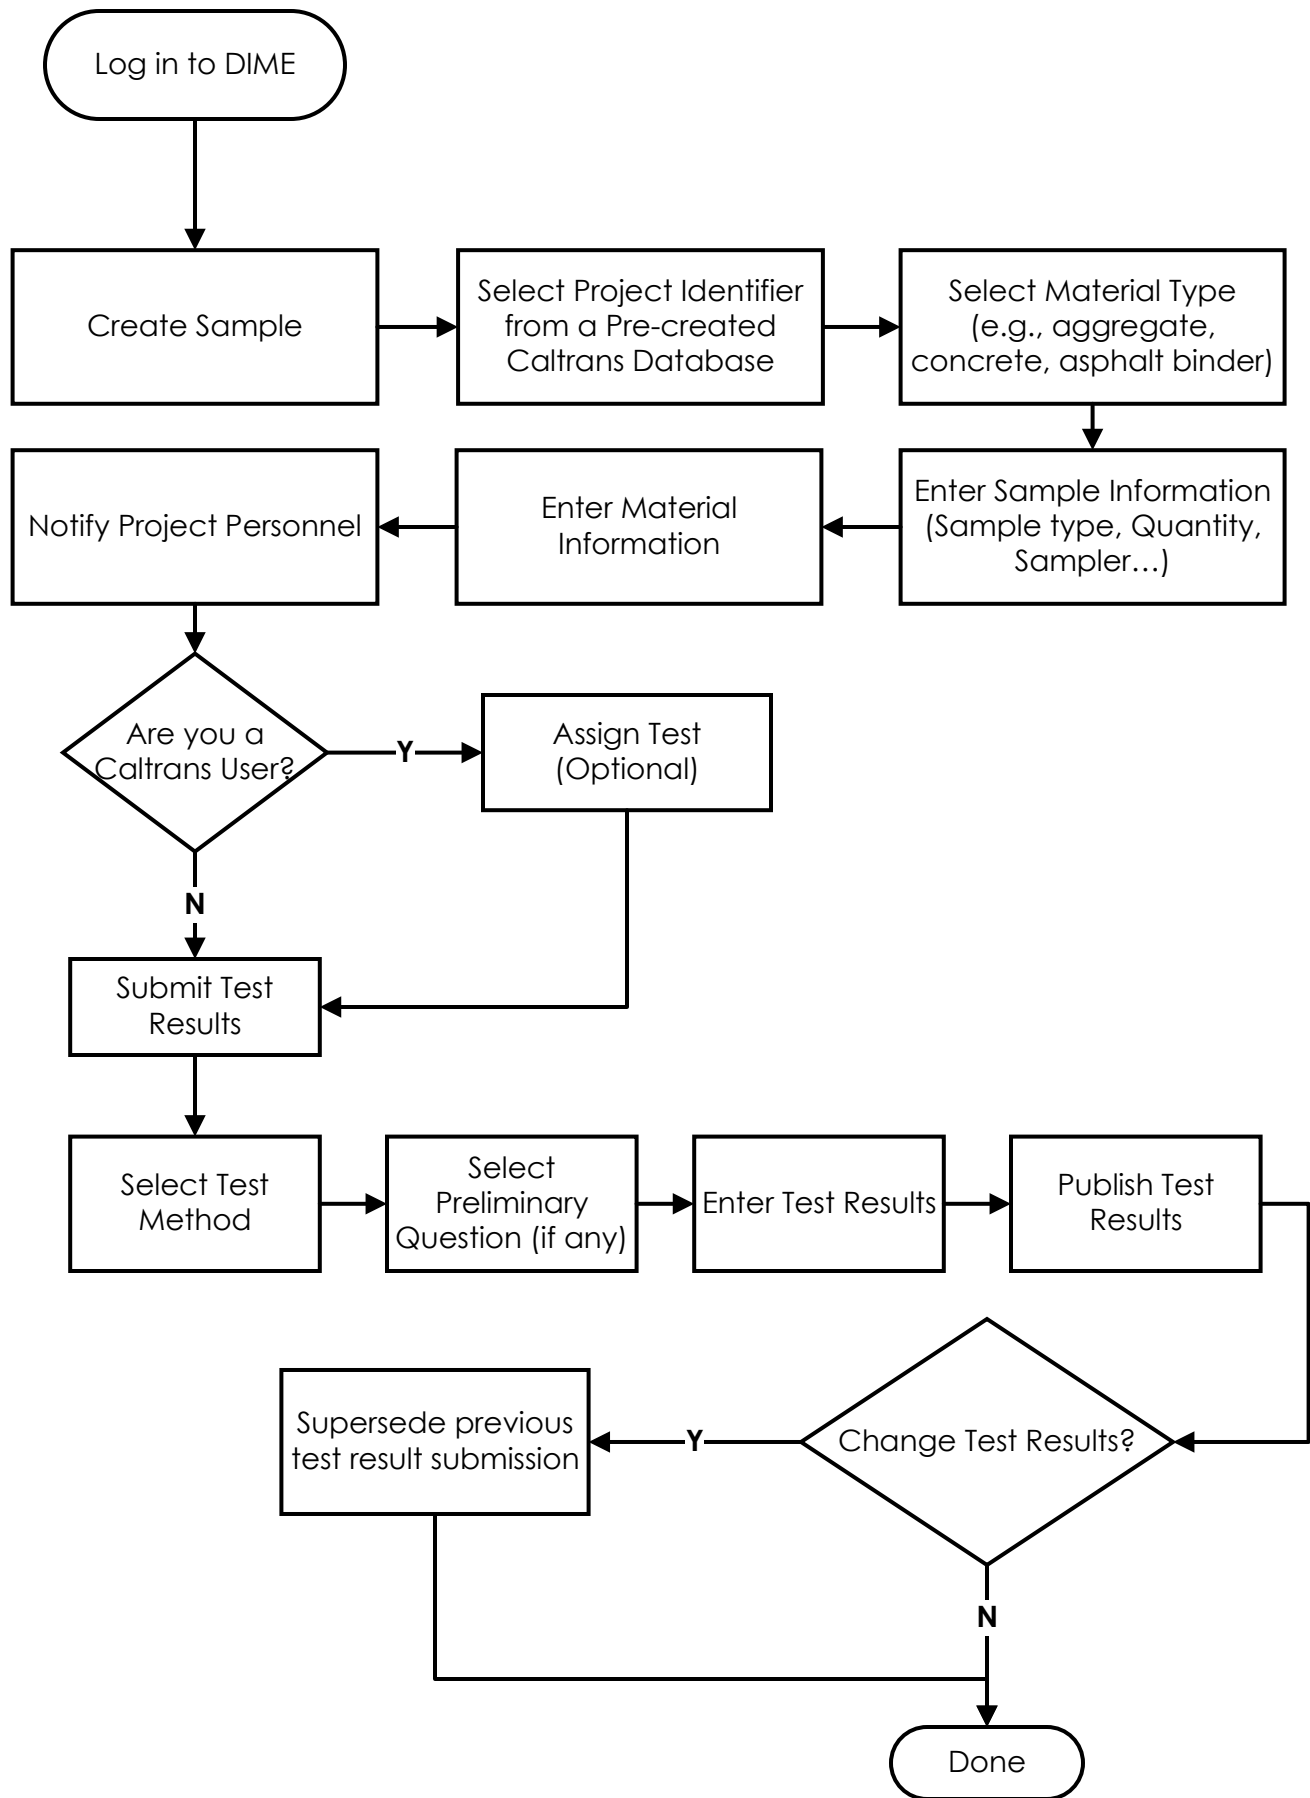 Log in to DIME
Create Sample
Select Project Identifier
from a Pre-created
Caltrans Database
Select Material Type
(e.g., aggregate,
concrete, asphalt binder)
Enter Sample Information
(Sample type, Quantity,
Sampler...)
Enter Material
Information
Notify Project Personnel
Are you a
Caltrans User?
Y
Assign Test
(Optional)
N
Submit Test
Results
Select Test
Method
Select
Preliminary
Question (if any)
Enter Test Results
Publish Test
Results
Change Test Results?
Y
Supersede previous
test result submission
N
Done